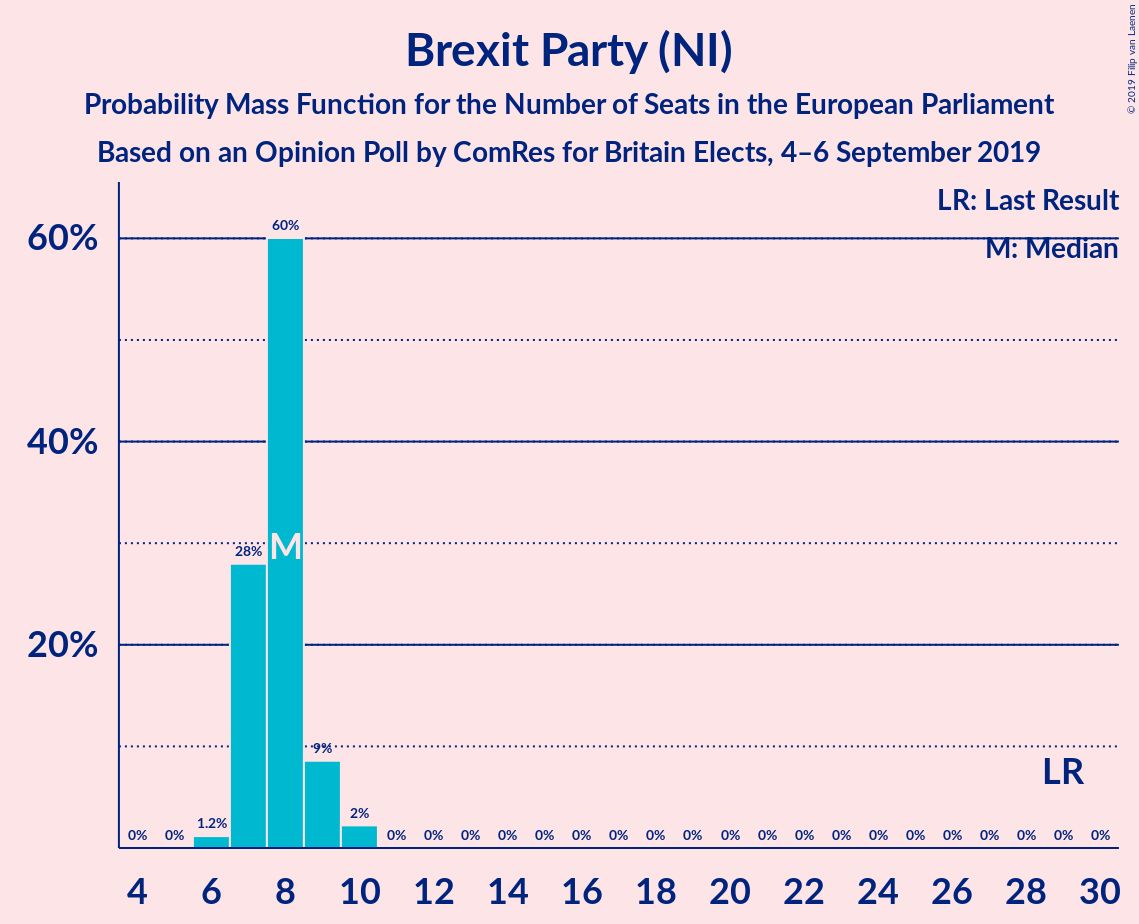 Brexit Party (NI)
Probability Mass Function for the Number of Seats in the European Parliament
Based on an Opinion Poll by ComRes for Britain Elects, 4–6 September 2019
© 2019 Filip van Laenen
LR: Last Result
M: Median
60%
40%
20%
0% 0% 1.2% 28% 60% 9% 2% 0% 0% 0% 0% 0% 0% 0% 0% 0% 0% 0% 0% 0% 0% 0% 0% 0% 0% 0% 0%
M
LR
4 6 8 10 12 14 16 18 20 22 24 26 28 30